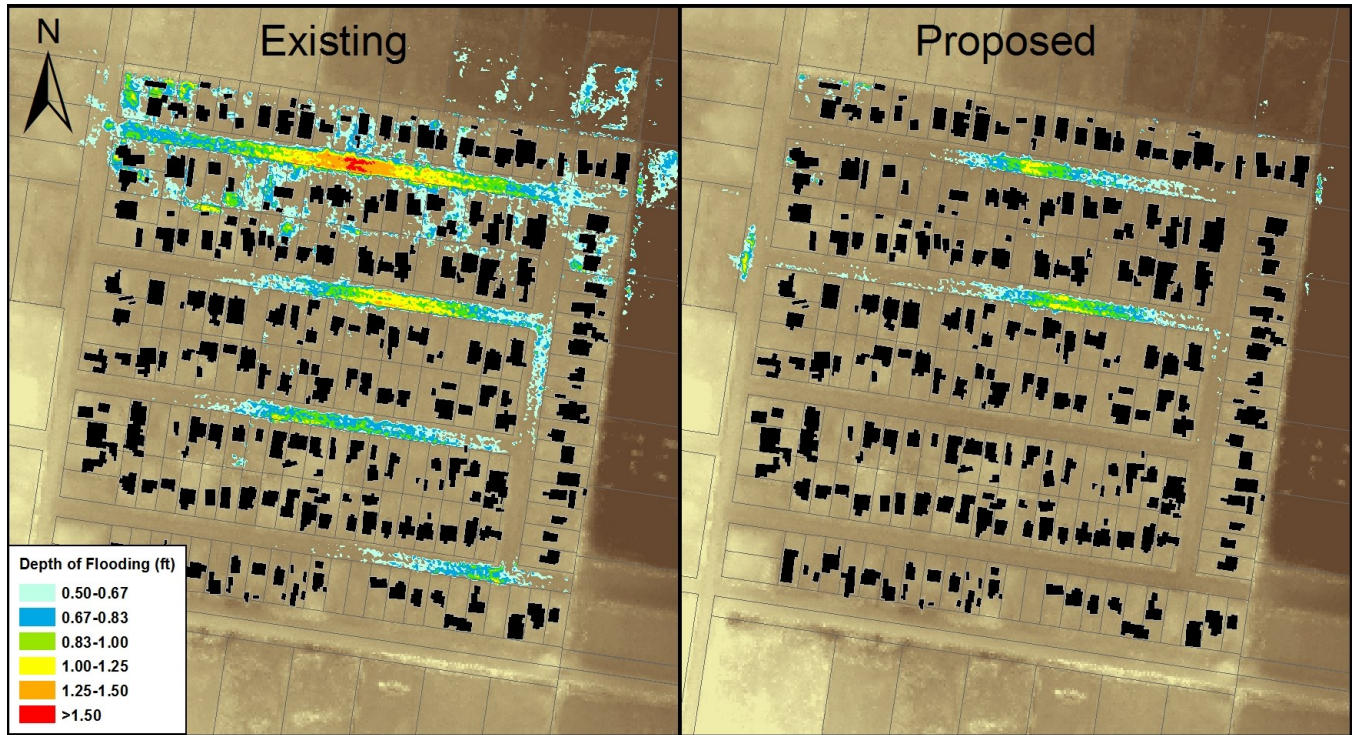 Existing
Proposed
N
Depth of Flooding (ft)
0.50-0.67
0.67-0.83
0.83-1.00
1.00-1.25
1.25-1.50
>1.50